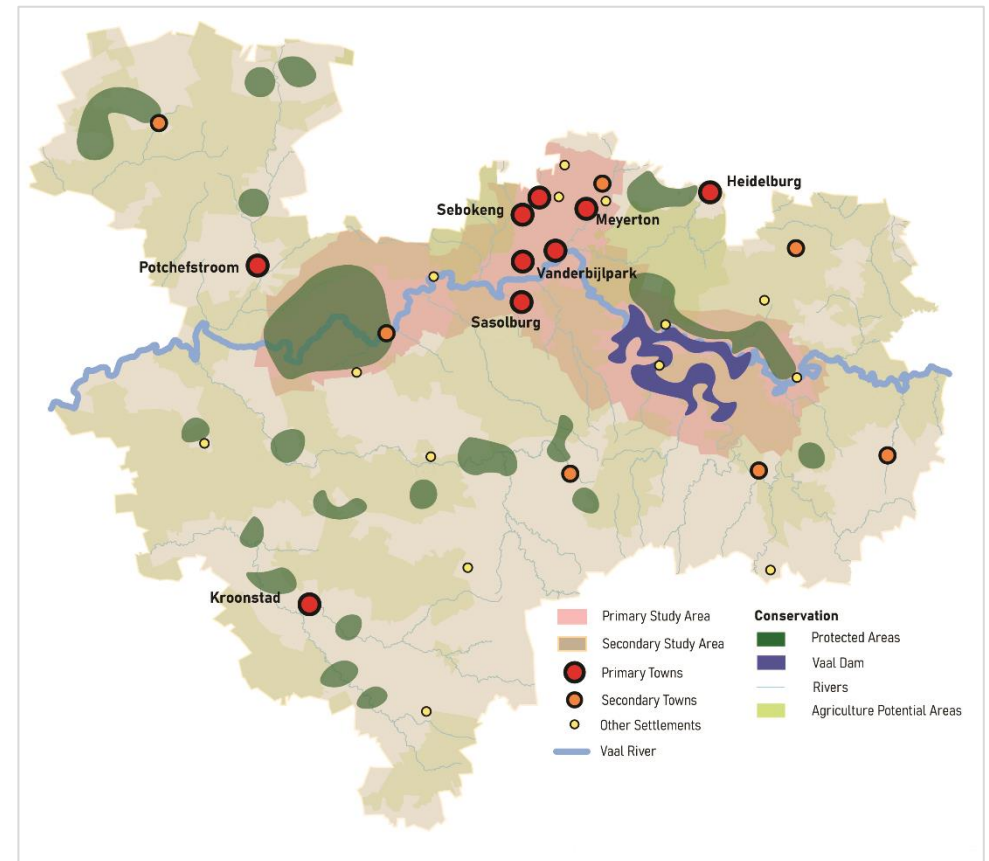 Heidelburg
Sebokeng
Meyerton
Potchefstroom
Vanderbijlpark
Sasolburg
Kroonstad
Primary Study Area
Secondary Study Area
Primary Towns
Secondary Towns
Other Settlements
Vaal River
Conservation
Protected Areas
Vaal Dam
Rivers
Agriculture Potential Areas